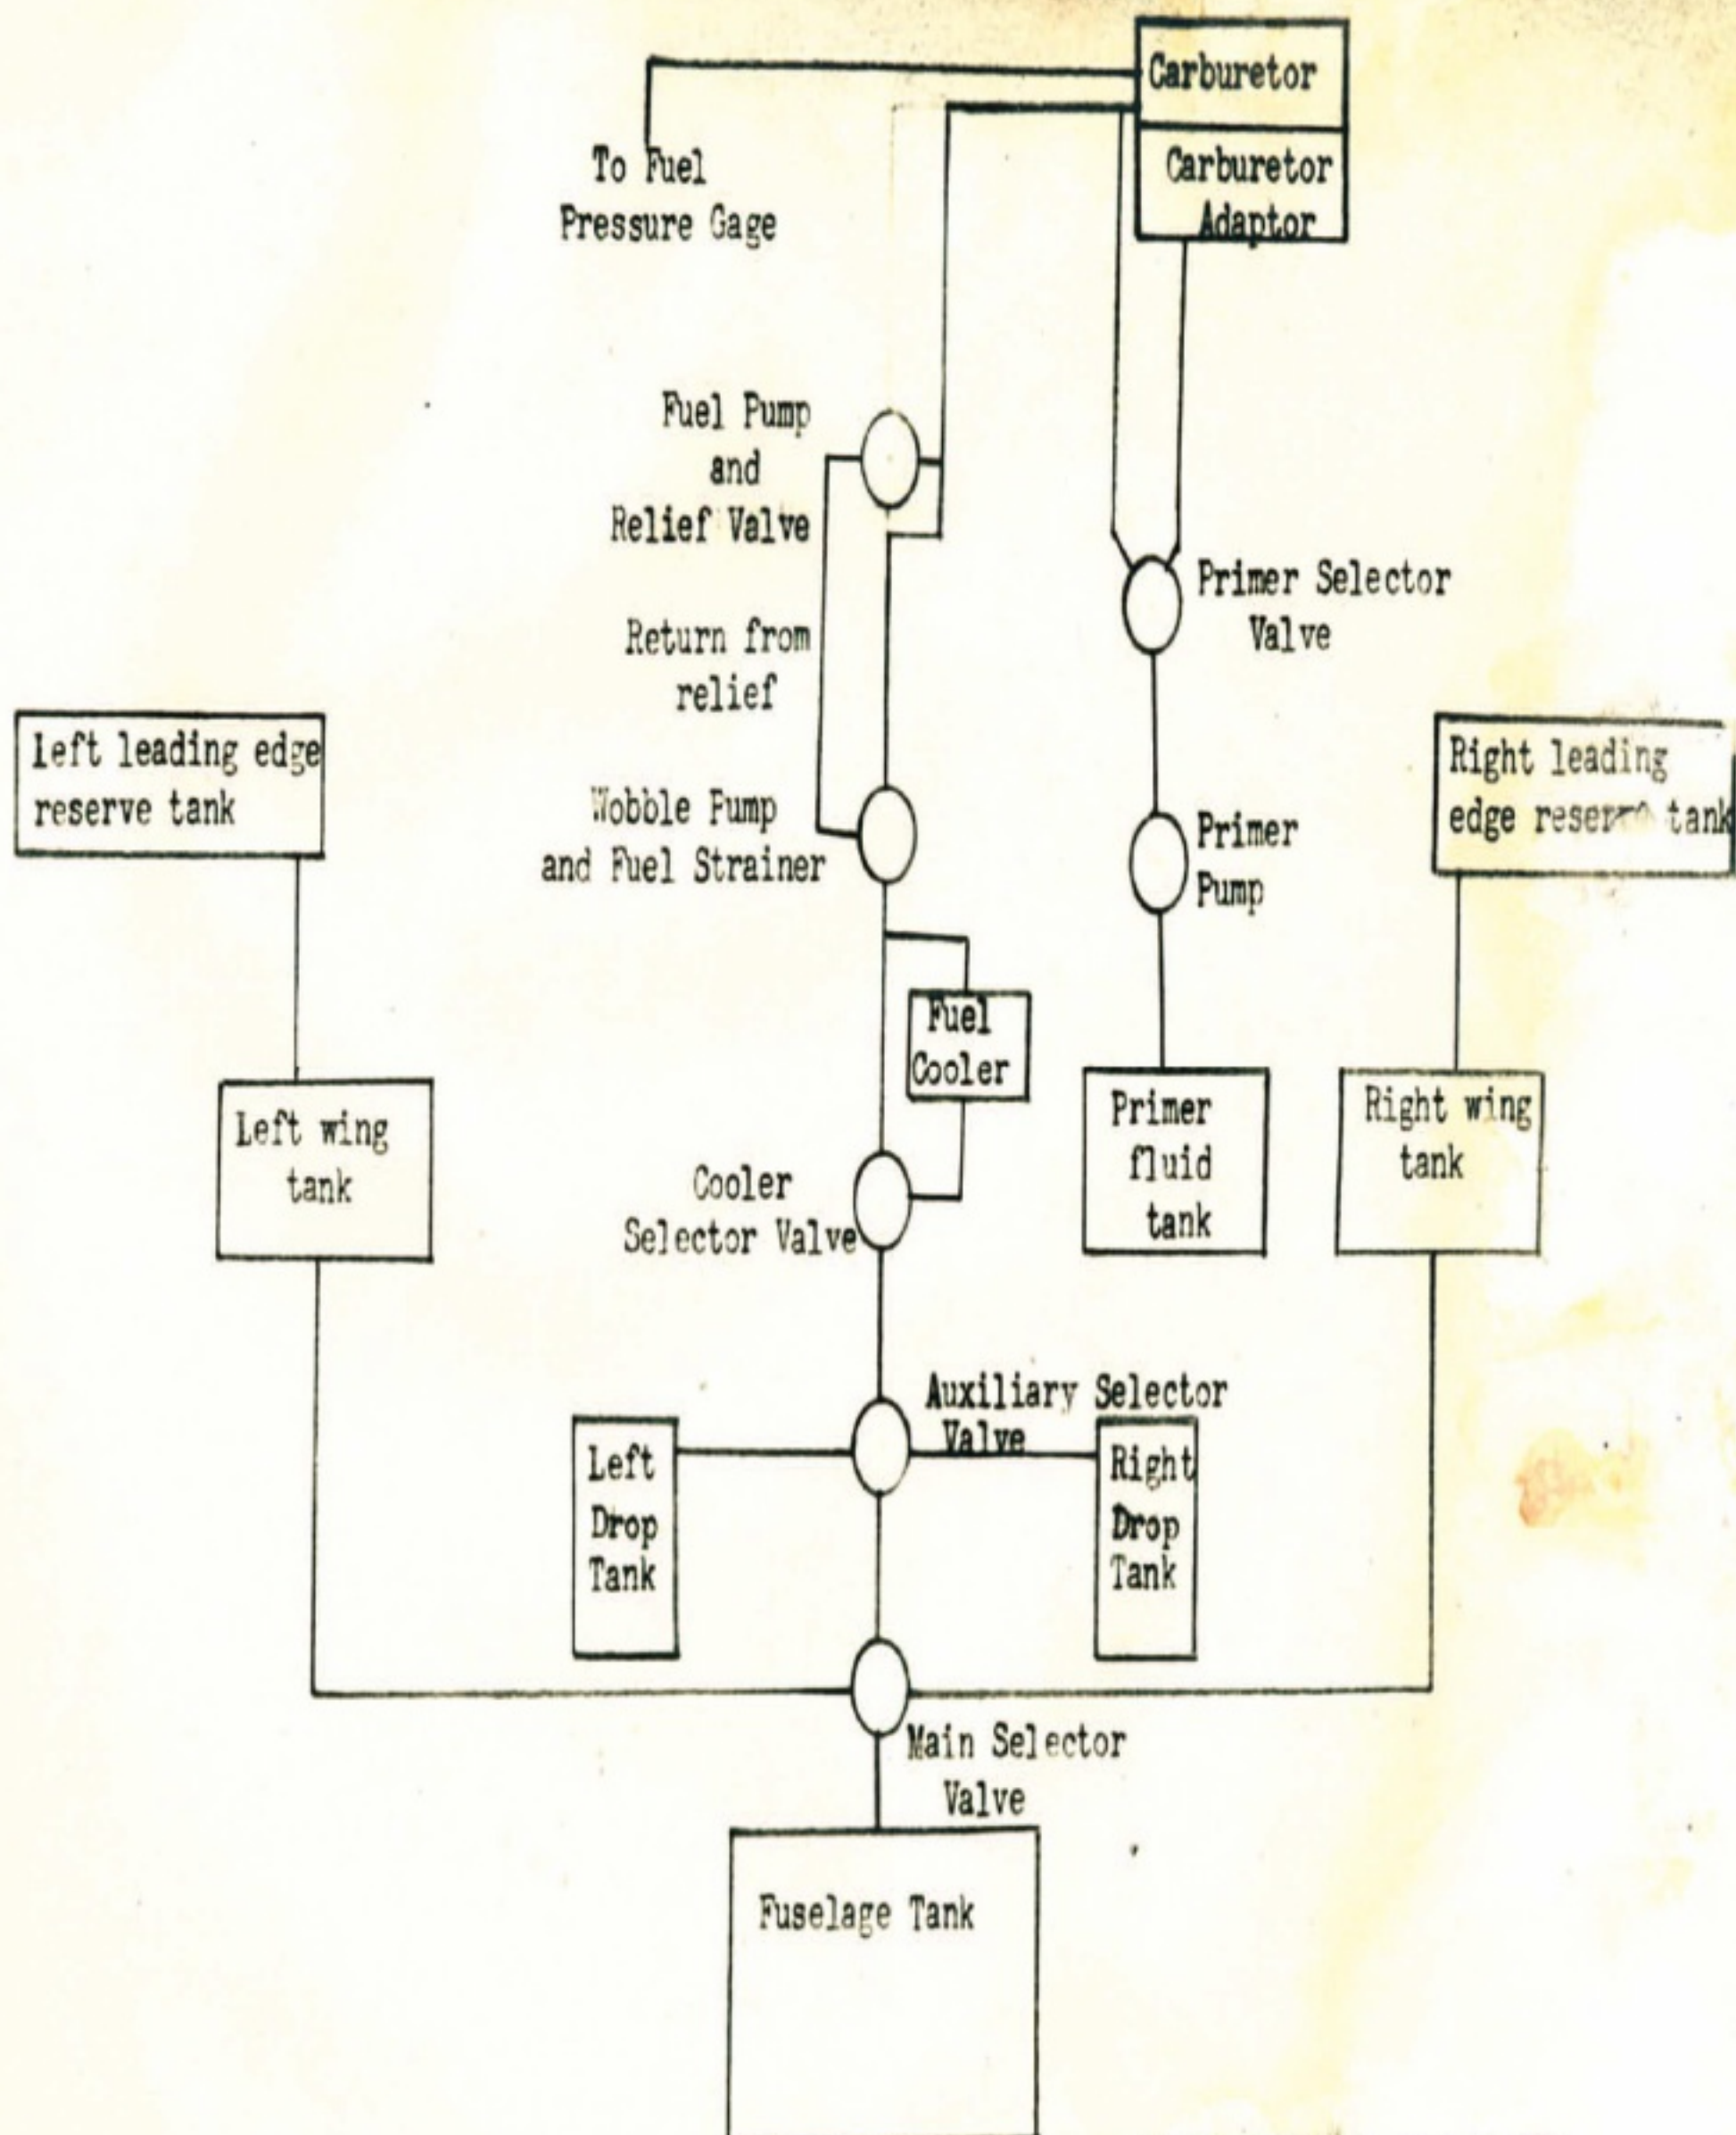 Carburetor
Carburetor
Adaptor
To Fuel
Pressure Gage
Fuel Pump
and
Relief Valve
Return from
relief
Primer Selector
Valve
Left leading edge
reserve tank
Wobble Pump
and Fuel Strainer
Primer
Pump
Right leading
edge reserve tank
Fuel
Cooler
Left wing
tank
Primer
fluid
tank
Right wing
tank
Cooler
Selector Valve
Auxiliary Selector
Valve
Left
Drop
Tank
Right
Drop
Tank
Main Selector
Valve
Fuselage Tank